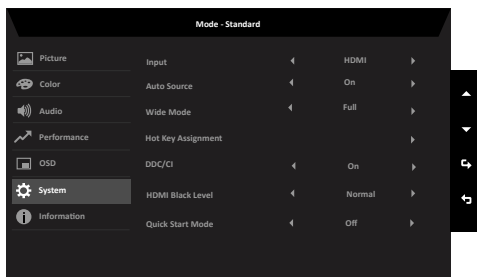 Mode - Standard
Picture
Color
Audio
Performance
OSD
System
Information
Input HDMI
Auto Source On
Wide Mode Full
Hot Key Assignment
DDC/CI On
HDMI Black Level Normal
Quick Start Mode Off